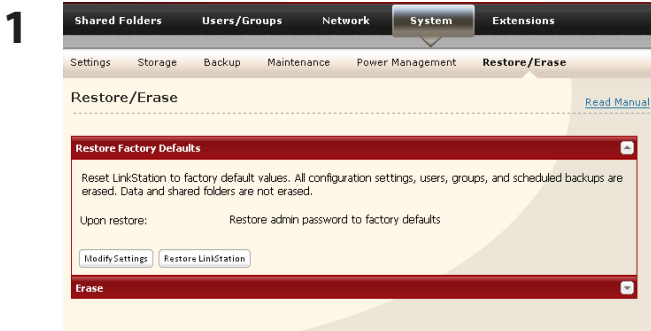 1
Shared Folders Users/Groups Network System Extensions
Settings Storage Backup Maintenance Power Management Restore/Erase
Restore/Erase
Read Manual
Restore Factory Defaults
Reset LinkStation to factory default values. All configuration settings, users, groups, and scheduled backups are
erased. Data and shared folders are not erased.
Upon restore: Restore admin password to factory defaults
Modify Settings Restore LinkStation
Erase